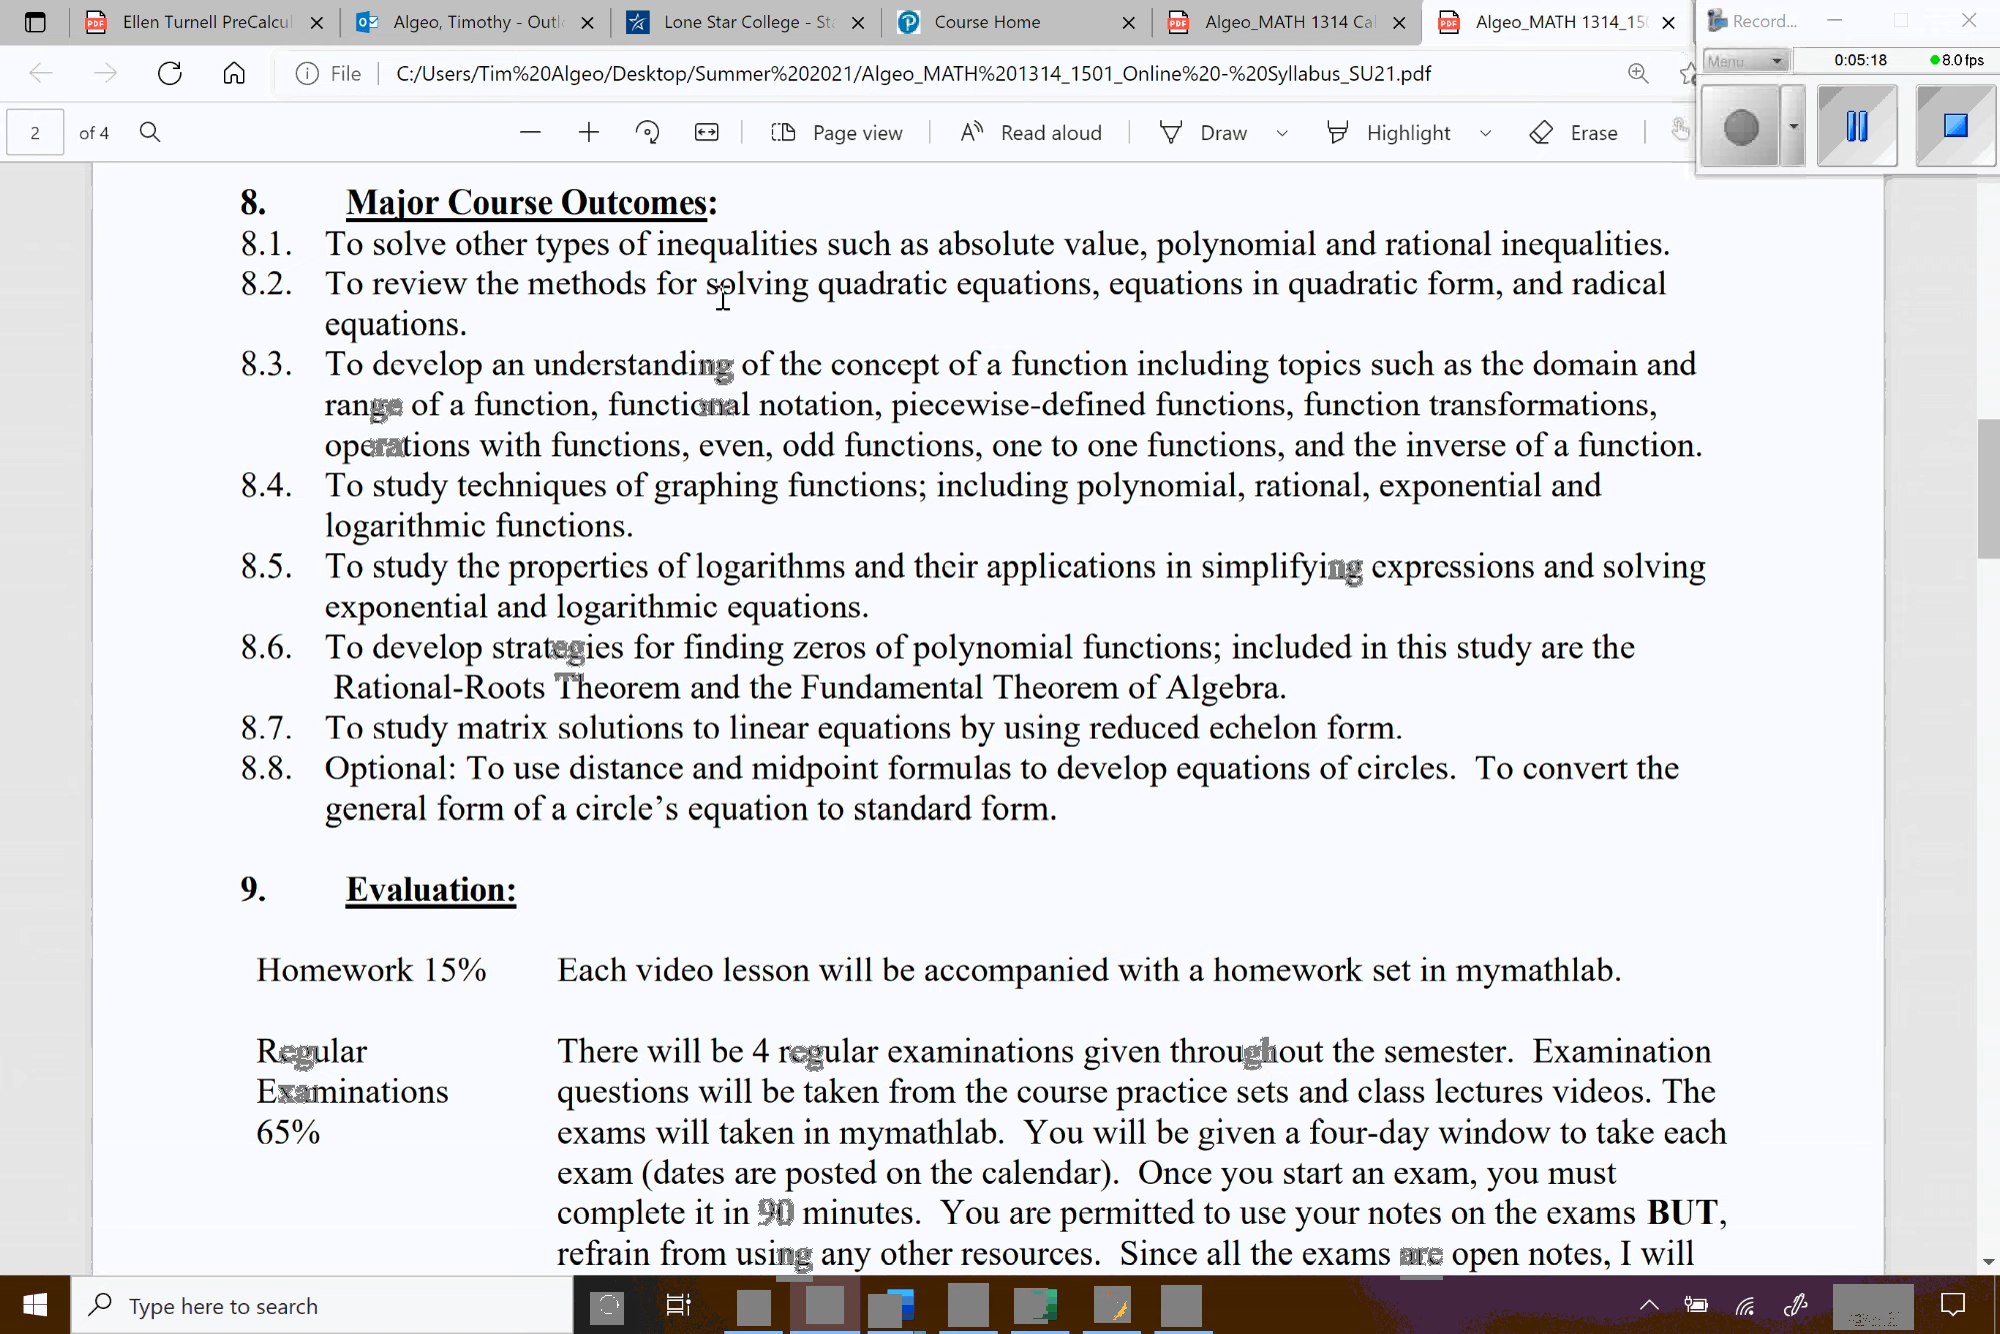 Ellen Turnell PreCalcul
Algeo, Timothy - Outl
Lone Star College - Sta
Course Home
Algeo_MATH 1314 Cal
Algeo_MATH 1314_150
Record...
File
C:/Users/Tim%20Algeo/Desktop/Summer%202021/Algeo_MATH%201314_1501_Online%20-%20Syllabus_SU21.pdf
Menu
0:05:18
8.0 fps
2 of 4
Page view
Read aloud
Draw
Highlight
Erase
8. Major Course Outcomes:
8.1. To solve other types of inequalities such as absolute value, polynomial and rational inequalities.
8.2. To review the methods for solving quadratic equations, equations in quadratic form, and radical
equations.
8.3. To develop an understanding of the concept of a function including topics such as the domain and
range of a function, functional notation, piecewise-defined functions, function transformations,
operations with functions, even, odd functions, one to one functions, and the inverse of a function.
8.4. To study techniques of graphing functions; including polynomial, rational, exponential and
logarithmic functions.
8.5. To study the properties of logarithms and their applications in simplifying expressions and solving
exponential and logarithmic equations.
8.6. To develop strategies for finding zeros of polynomial functions; included in this study are the
Rational-Roots Theorem and the Fundamental Theorem of Algebra.
8.7. To study matrix solutions to linear equations by using reduced echelon form.
8.8. Optional: To use distance and midpoint formulas to develop equations of circles. To convert the
general form of a circle's equation to standard form.
9. Evaluation:
Homework 15% Each video lesson will be accompanied with a homework set in mymathlab.
Regular There will be 4 regular examinations given throughout the semester. Examination
Examinations questions will be taken from the course practice sets and class lectures videos. The
65% exams will taken in mymathlab. You will be given a four-day window to take each
exam (dates are posted on the calendar). Once you start an exam, you must
complete it in 90 minutes. You are permitted to use your notes on the exams BUT,
refrain from using any other resources. Since all the exams are open notes, I will
Type here to search